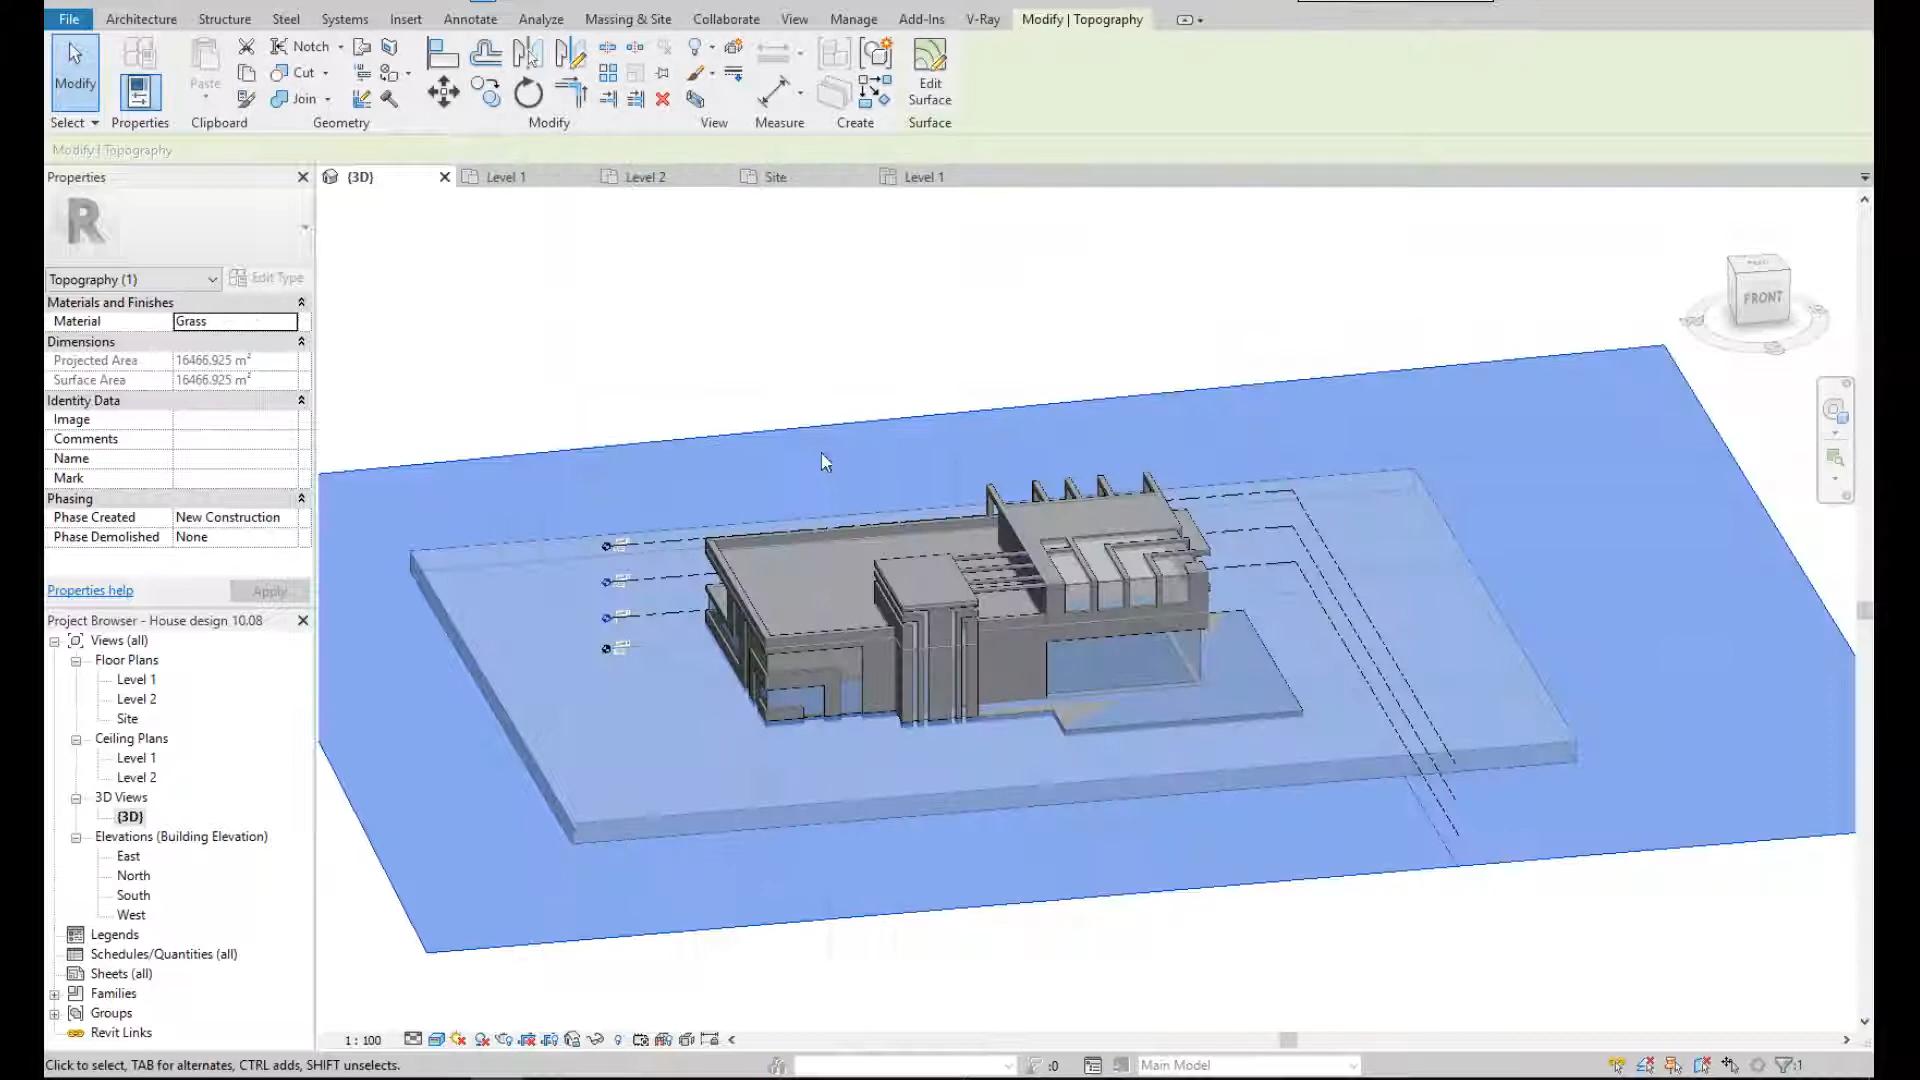 File Architecture Structure Steel Systems Insert Annotate Analyze Massing & Site Collaborate View Manage Add-Ins V-Ray Modify | Topography
Modify
Select
Properties
Paste
Clipboard
Notch
Cut
Join
Geometry
Modify
View
Measure
Create
Edit
Surface
Surface
Modify | Topography
Properties
R
Topography (1) Edit Type
Materials and Finishes
Material Grass
Dimensions
Projected Area 16466.925 m²
Surface Area 16466.925 m²
Identity Data
Image
Comments
Name
Mark
Phasing
Phase Created New Construction
Phase Demolished None
Properties help Apply
Project Browser - House design 10.08
Views (all)
Floor Plans
Level 1
Level 2
Site
Ceiling Plans
Level 1
Level 2
3D Views
{3D}
Elevations (Building Elevation)
East
North
South
West
Legends
Schedules/Quantities (all)
Sheets (all)
Families
Groups
Revit Links
{3D} Level 1 Level 2 Site Level 1
FRONT
1 : 100
Click to select, TAB for alternates, CTRL adds, SHIFT unselects.
:0
Main Model
:1